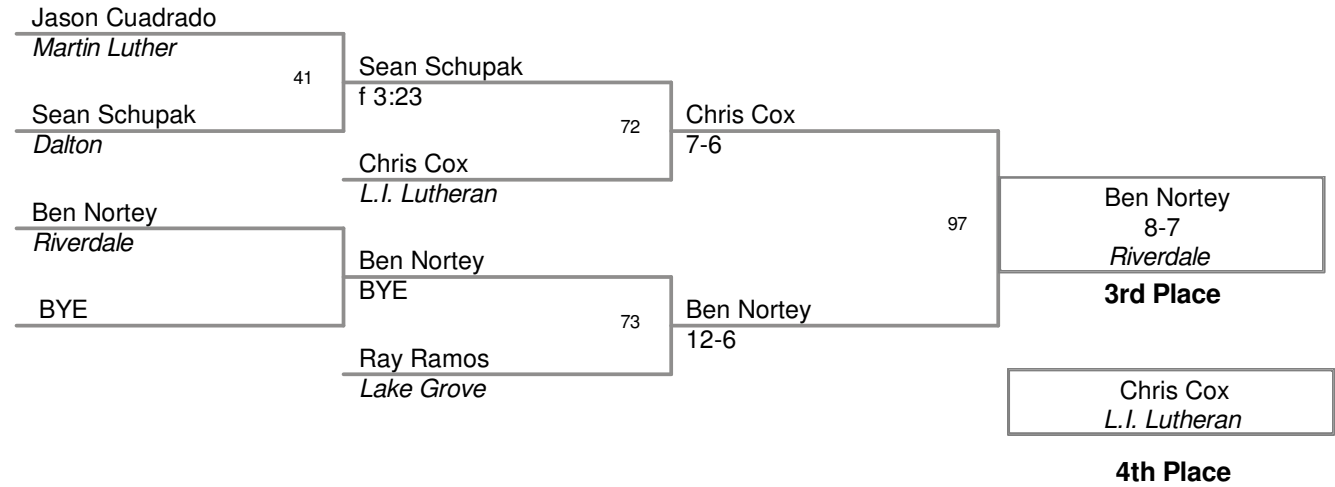 Jason Cuadrado
Martin Luther
41
Sean Schupak
f 3:23
Sean Schupak
Dalton
72
Chris Cox
7-6
Chris Cox
L.I. Lutheran
Ben Nortey
Riverdale
97
Ben Nortey
8-7
Riverdale
3rd Place
Ben Nortey
BYE
BYE
73
Ben Nortey
12-6
Ray Ramos
Lake Grove
Chris Cox
L.I. Lutheran
4th Place